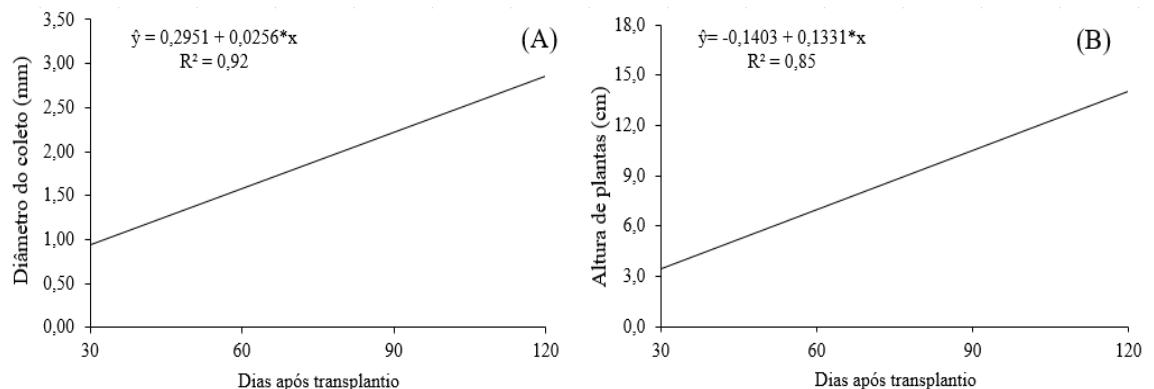 ŷ = 0,2951 + 0,0256*x
R² = 0,92
(A)
Diâmetro do coleto (mm)
3,50
3,00
2,50
2,00
1,50
1,00
0,50
0,00
30
60
90
120
Dias após transplantio
ŷ= -0,1403 + 0,1331*x
R² = 0,85
(B)
Altura de plantas (cm)
18,0
15,0
12,0
9,0
6,0
3,0
0,0
30
60
90
120
Dias após transplantio